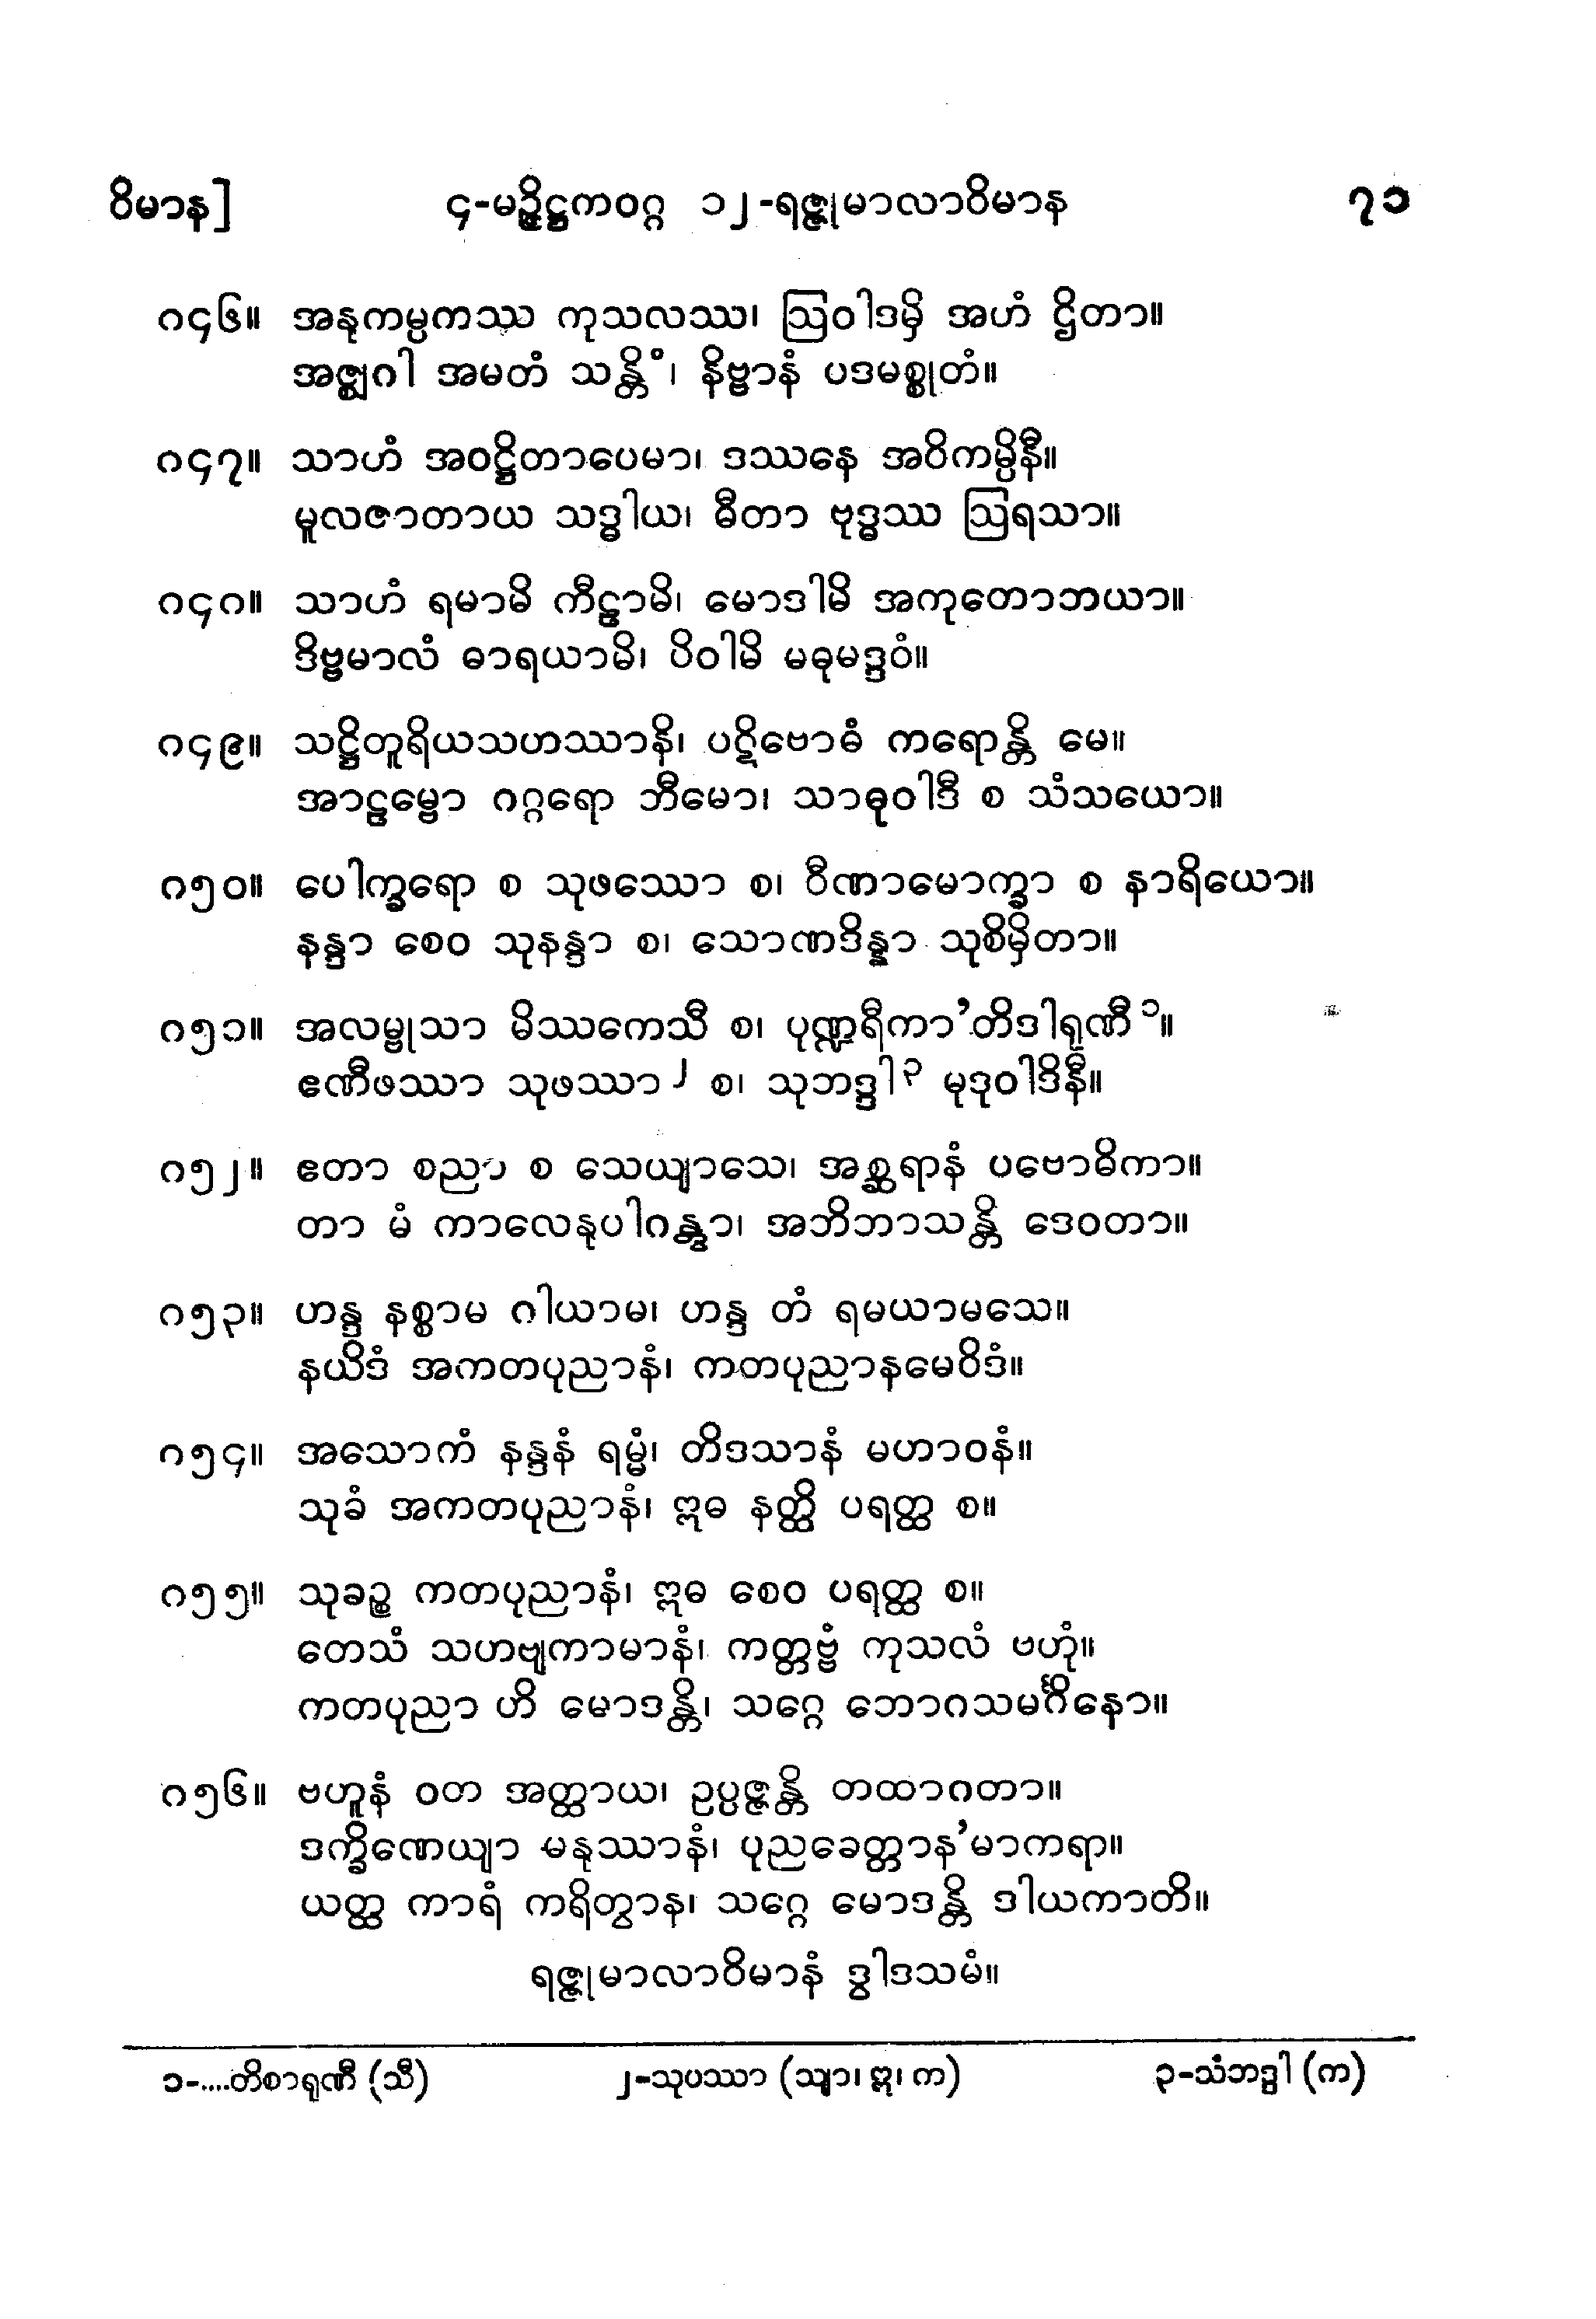 ဝိမာန]
၄-မဉ္ဇိဋ္ဌကဝဂ္ဂ ၁၂-ရဇ္ဇုမာလာဝိမာန
၇၁
၈၄၆။ အနုကမ္ပကဿ ကုသလဿ၊ ဩဝါဒမှိ အဟံ ဌိတာ။
အဇ္ဈဂါ အမတံ သန္တိံ၊ နိဗ္ဗာနံ ပဒမစ္စုတံ။
၈၄၇။ သာဟံ အဝဋ္ဌိတာပေမာ၊ ဒဿနေ အဝိကမ္ပိနီ။
မူလဇာတာယ သဒ္ဓါယ၊ ဓီတာ ဗုဒ္ဓဿ ဩရသာ။
၈၄၈။ သာဟံ ရမာမိ ကီဠာမိ၊ မောဒါမိ အကုတောဘယာ။
ဒိဗ္ဗမာလံ ဓာရယာမိ၊ ပိဝါမိ မဓုမဒ္ဒဝံ။
၈၄၉။ သဋ္ဌိတူရိယသဟဿာနိ၊ ပဋိဗောဓံ ကရောန္တိ မေ။
အာဠမ္ဗော ဂဂ္ဂရော ဘီမော၊ သာဓုဝါဒီ စ သံသယော။
၈၅၀။ ပေါက္ခရော စ သုဖဿော စ၊ ဝီဏာမောက္ခာ စ နာရိယော။
နန္ဒာ စေဝ သုနန္ဒာ စ၊ သောဏဒိန္နာ သုစိမှိတာ။
၈၅၁။ အလမ္ဗုသာ မိဿကေသီ စ၊ ပုဏ္ဍရီကာ’တိဒါရုဏီ ၁။
ဧဏီဖဿာ သုဖဿာ ၂ စ၊ သုဘဒ္ဒါ ၃ မုဒုဝါဒိနီ။
၈၅၂။ ဧတာ စညာ စ သေယျာသေ၊ အစ္ဆရာနံ ပဗောဓိကာ။
တာ မံ ကာလေနုပါဂန္တွာ၊ အဘိဘာသန္တိ ဒေဝတာ။
၈၅၃။ ဟန္ဒ နစ္စာမ ဂါယာမ၊ ဟန္ဒ တံ ရမယာမသေ။
နယိဒံ အကတပုညာနံ၊ ကတပုညာနမေဝိဒံ။
၈၅၄။ အသောကံ နန္ဒနံ ရမ္မံ၊ တိဒသာနံ မဟာဝနံ။
သုခံ အကတပုညာနံ၊ ဣဓ နတ္ထိ ပရတ္ထ စ။
၈၅၅။ သုခဉ္စ ကတပုညာနံ၊ ဣဓ စေဝ ပရတ္ထ စ။
တေသံ သဟဗျကာမာနံ၊ ကတ္တဗ္ဗံ ကုသလံ ဗဟုံ။
ကတပုညာ ဟိ မောဒန္တိ၊ သဂ္ဂေ ဘောဂသမင်္ဂိနော။
၈၅၆။ ဗဟူနံ ဝတ အတ္ထာယ၊ ဥပ္ပဇ္ဇန္တိ တထာဂတာ။
ဒက္ခိဏေယျာ မနုဿာနံ၊ ပုညခေတ္တာန’မာကရာ။
ယတ္ထ ကာရံ ကရိတွာန၊ သဂ္ဂေ မောဒန္တိ ဒါယကာတိ။
ရဇ္ဇုမာလာဝိမာနံ ဒွါဒသမံ။
၁-....တိစာရုဏီ (သီ)
၂-သုပဿာ (သျာ၊ ဣ၊ က)
၃-သံဘဒ္ဒါ (က)